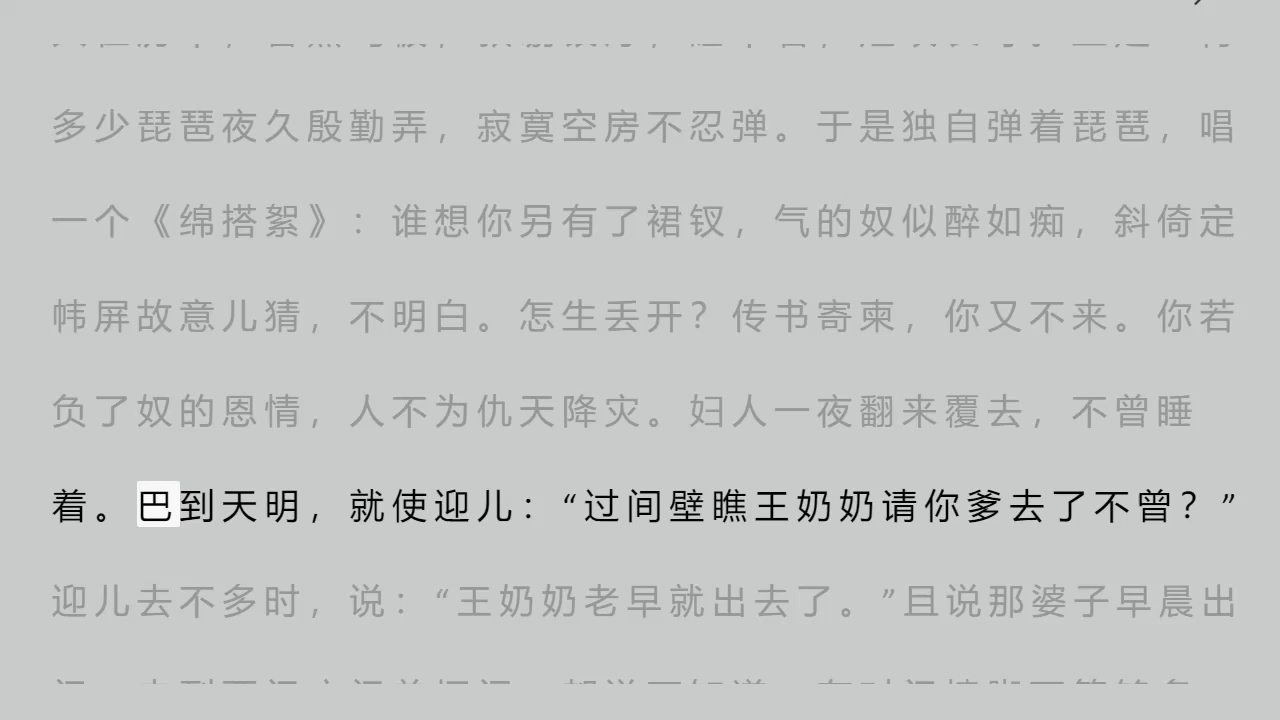 多少琵琶夜久殷勤弄，寂寞空房不忍弹。于是独自弹着琵琶，唱
一个《绵搭絮》：谁想你另有了裙钗，气的奴似醉如痴，斜倚定
帏屏故意儿猜，不明白。怎生丢开？传书寄柬，你又不来。你若
负了奴的恩情，人不为仇天降灾。妇人一夜翻来覆去，不曾睡
着。巴到天明，就使迎儿：“过间壁瞧王奶奶请你爹去了不曾？”
迎儿去不多时，说：“王奶奶老早就出去了。”且说那婆子早晨出